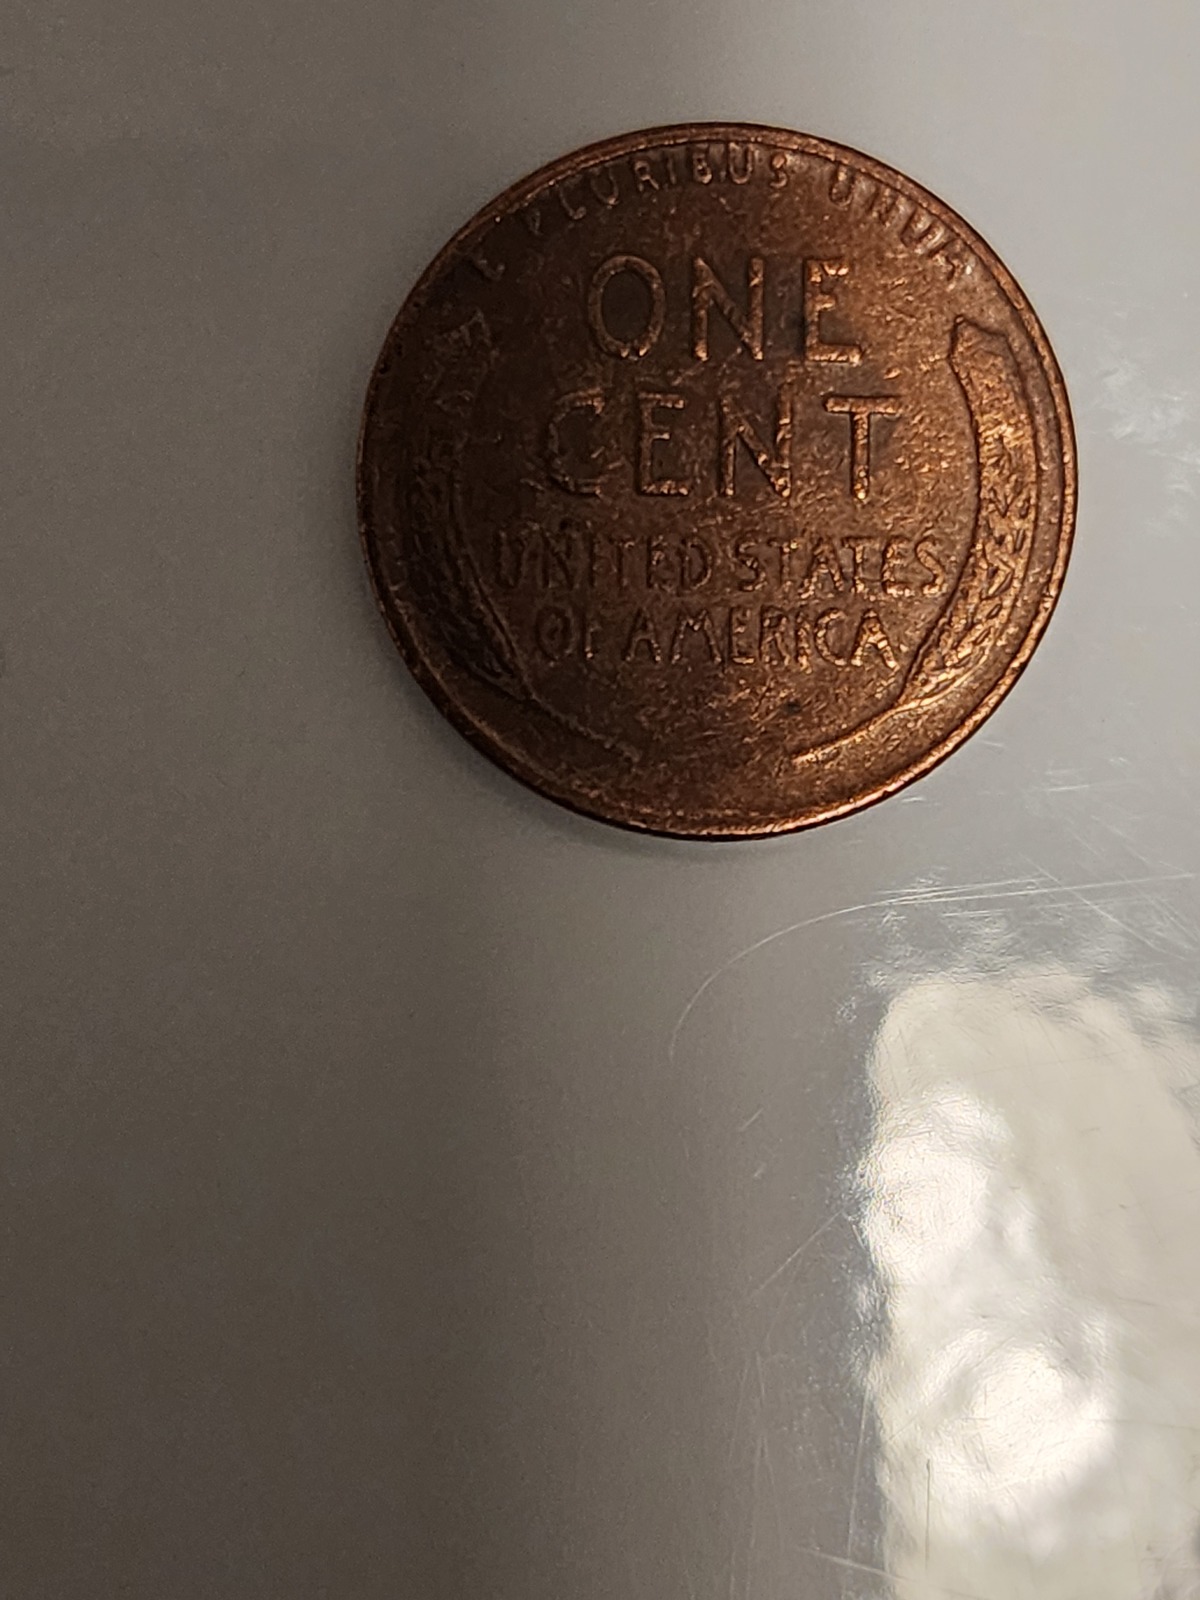 E PLURIBUS UNUM
ONE
CENT
UNITED STATES
OF AMERICA